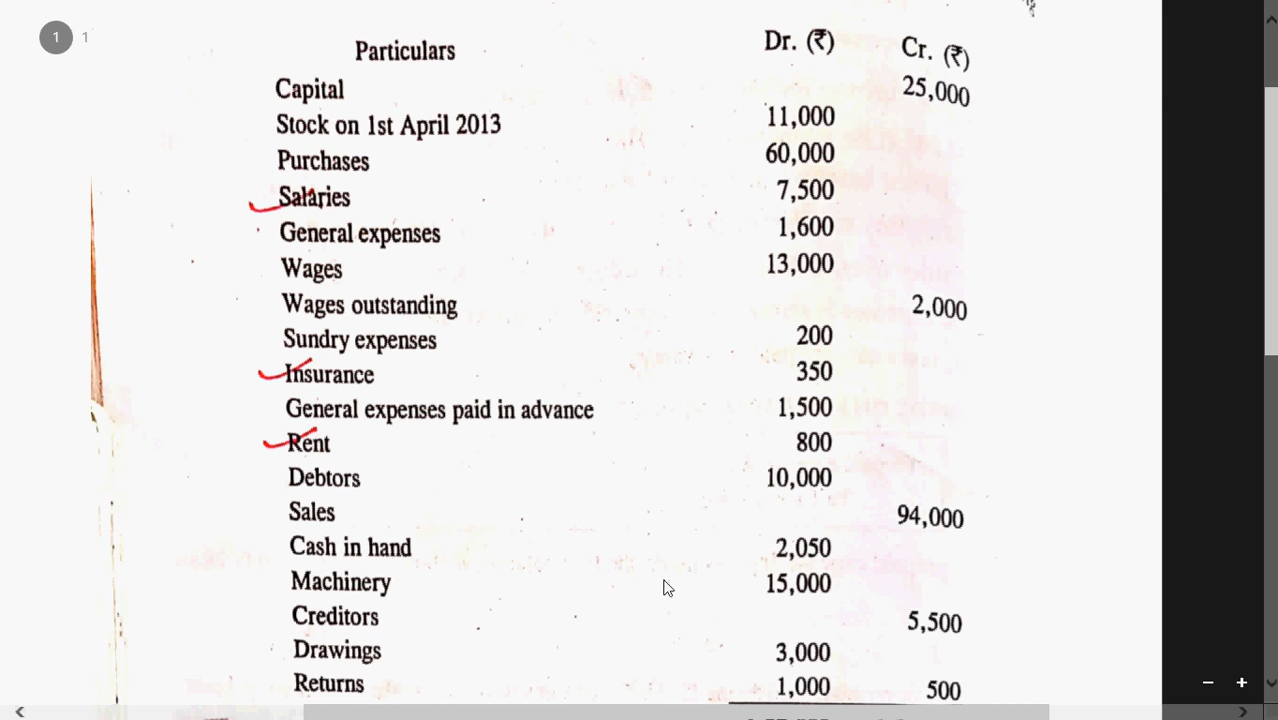 1 1
Particulars Dr. (₹) Cr. (₹)
Capital 25,000
Stock on 1st April 2013 11,000
Purchases 60,000
Salaries 7,500
General expenses 1,600
Wages 13,000
Wages outstanding 2,000
Sundry expenses 200
Insurance 350
General expenses paid in advance 1,500
Rent 800
Debtors 10,000
Sales 94,000
Cash in hand 2,050
Machinery 15,000
Creditors 5,500
Drawings 3,000
Returns 1,000 500